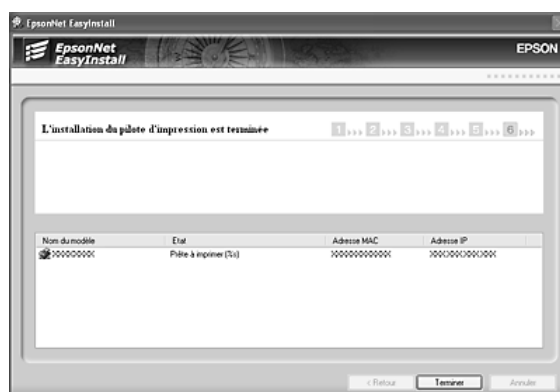 EpsonNet EasyInstall
EpsonNet
EasyInstall
EPSON
L'installation du pilote d'impression est terminée
1 2 3 4 5 6
Nom du modèle Etat Adresse MAC Adresse IP
XXXXXXXX Prête à imprimer (%s) XXXXXXXXXXXX XXX.XXX.XXX.XXX
< Retour Terminer Annuler